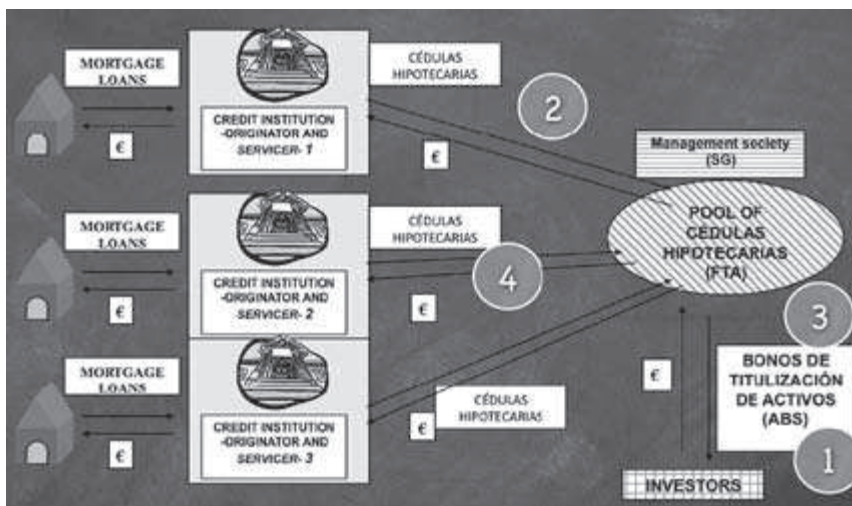 MORTGAGE
LOANS
€
CREDIT INSTITUTION
-ORIGINATOR AND
SERVICER- 1
CÉDULAS
HIPOTECARIAS
2
€
Management society
(SG)
POOL OF
CÉDULAS
HIPOTECARIAS
(FTA)
MORTGAGE
LOANS
€
CREDIT INSTITUTION
-ORIGINATOR AND
SERVICER- 2
CÉDULAS
HIPOTECARIAS
4
€
3
MORTGAGE
LOANS
€
CREDIT INSTITUTION
-ORIGINATOR AND
SERVICER- 3
CÉDULAS
HIPOTECARIAS
€
€
BONOS DE
TITULIZACIÓN
DE ACTIVOS
(ABS)
1
INVESTORS